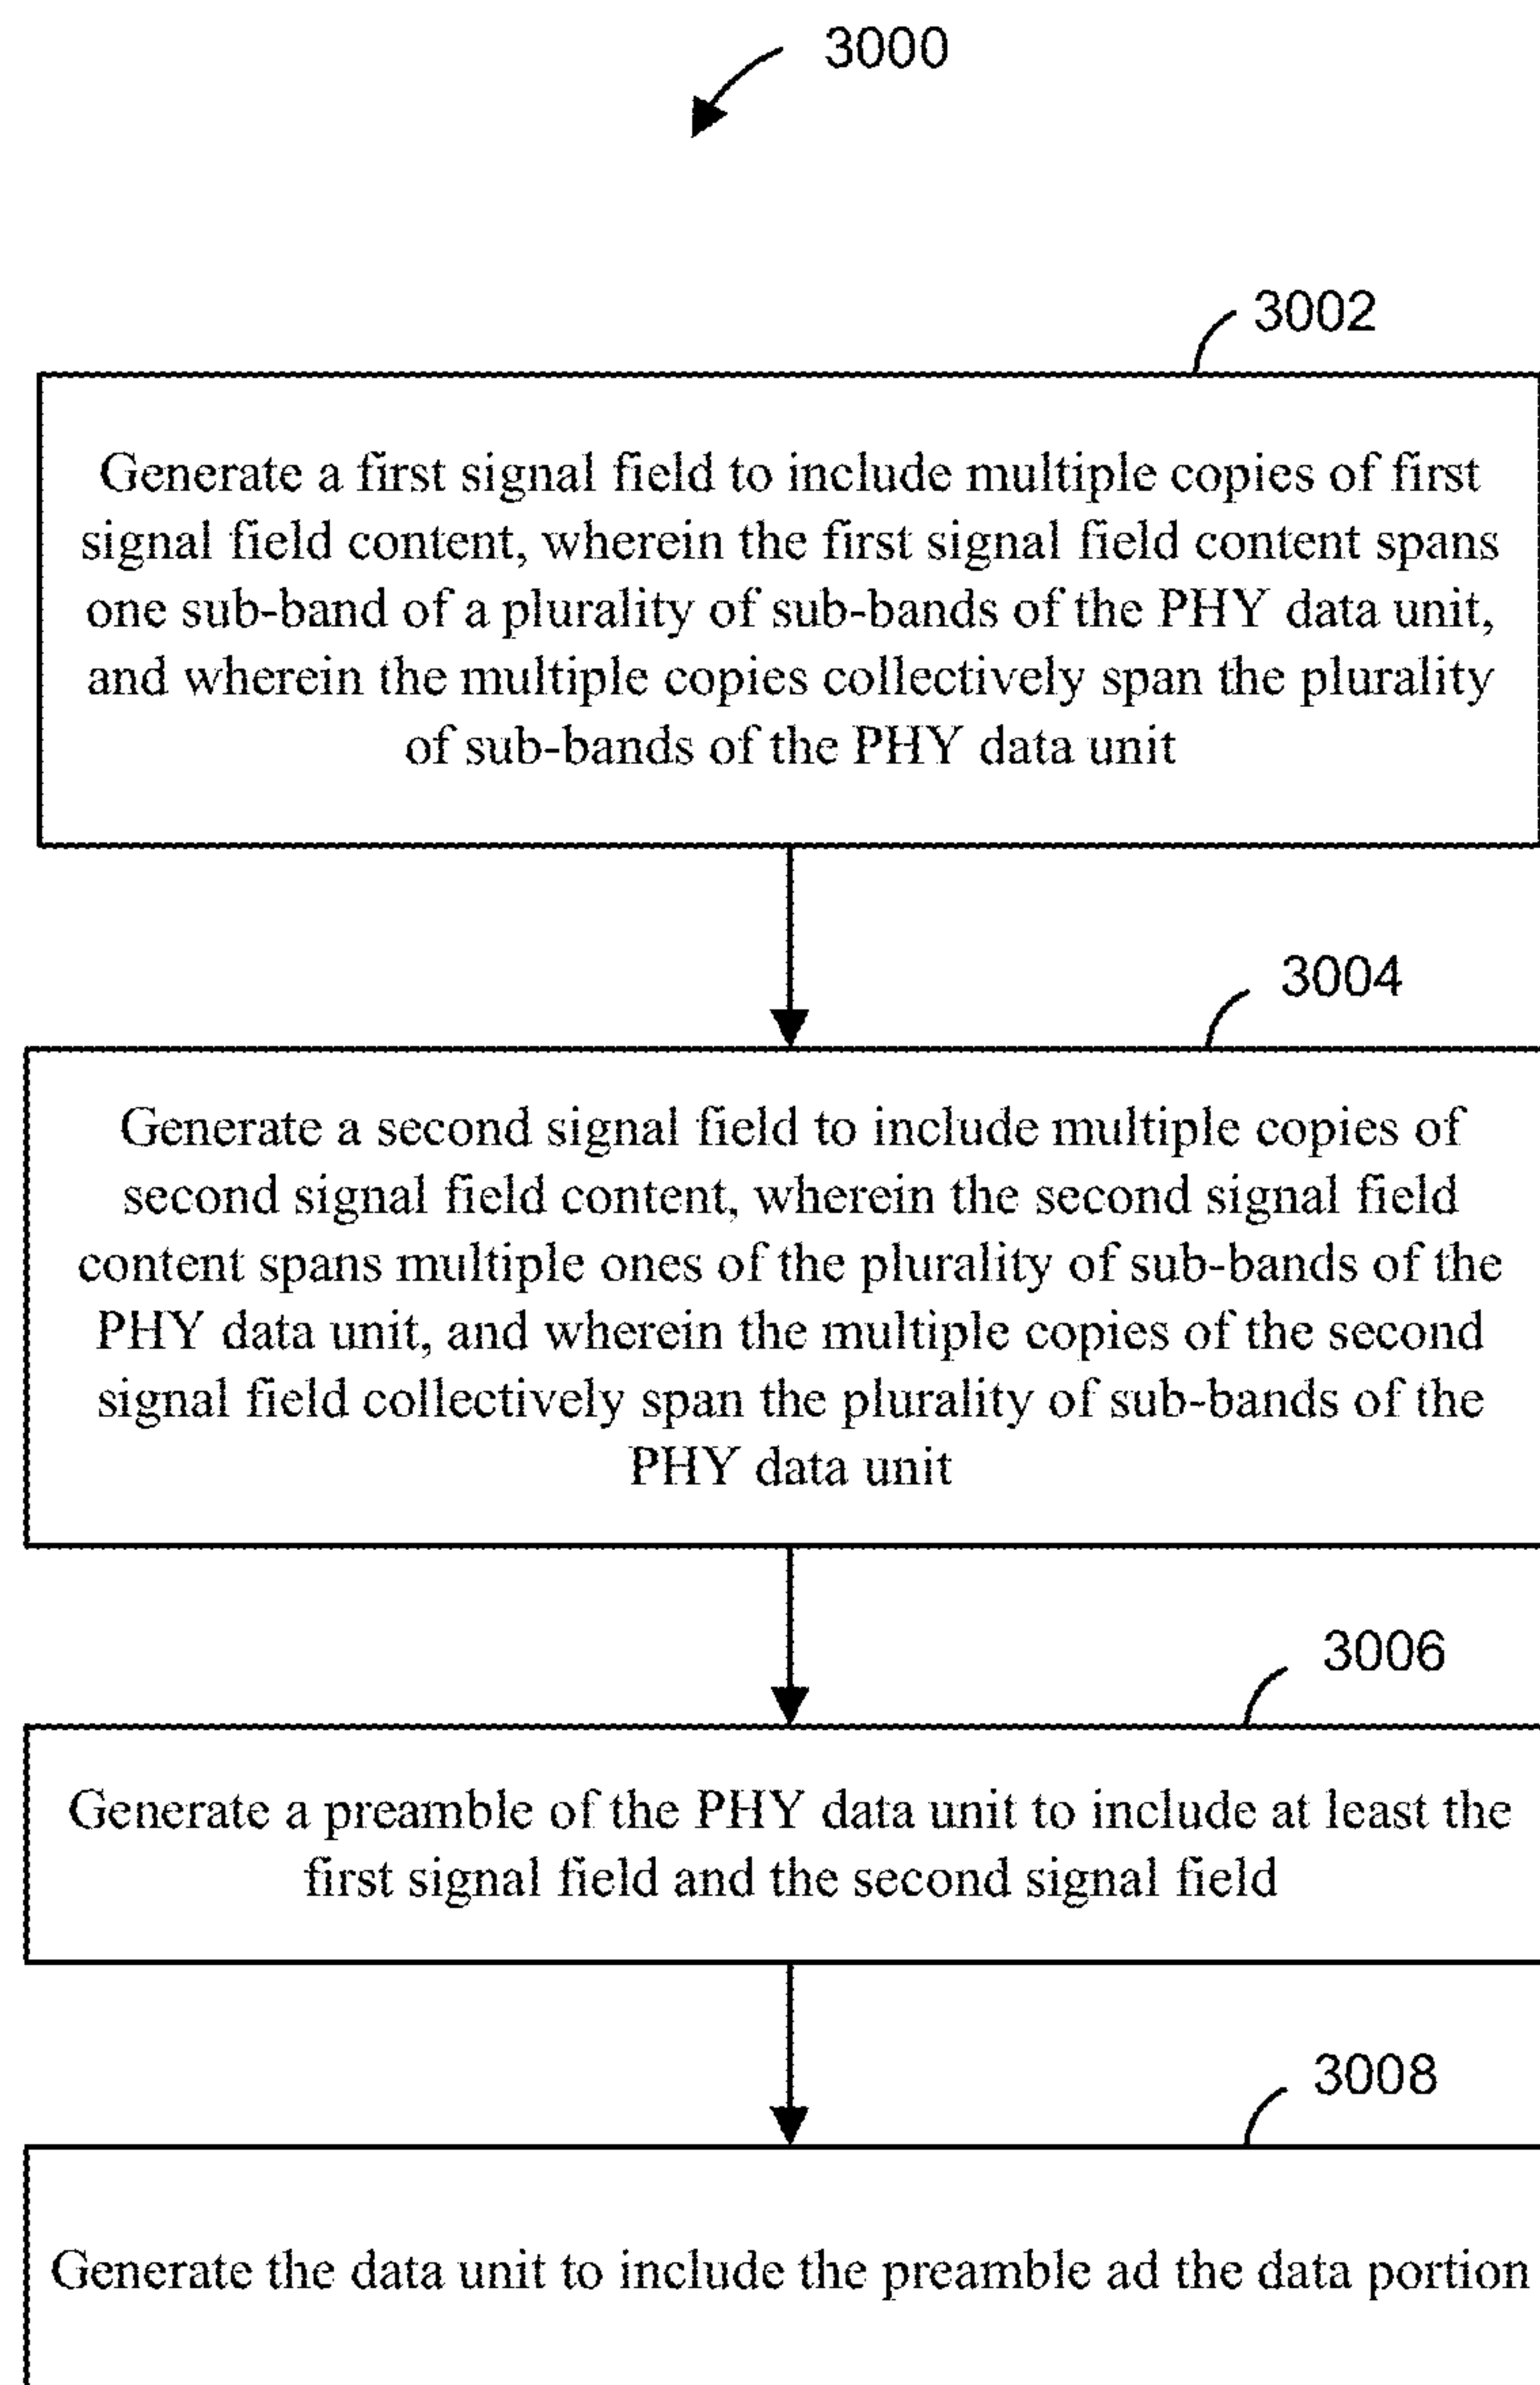 3000
3002
Generate a first signal field to include multiple copies of first
signal field content, wherein the first signal field content spans
one sub-band of a plurality of sub-bands of the PHY data unit,
and wherein the multiple copies collectively span the plurality
of sub-bands of the PHY data unit
3004
Generate a second signal field to include multiple copies of
second signal field content, wherein the second signal field
content spans multiple ones of the plurality of sub-bands of the
PHY data unit, and wherein the multiple copies of the second
signal field collectively span the plurality of sub-bands of the
PHY data unit
3006
Generate a preamble of the PHY data unit to include at least the
first signal field and the second signal field
3008
Generate the data unit to include the preamble ad the data portion